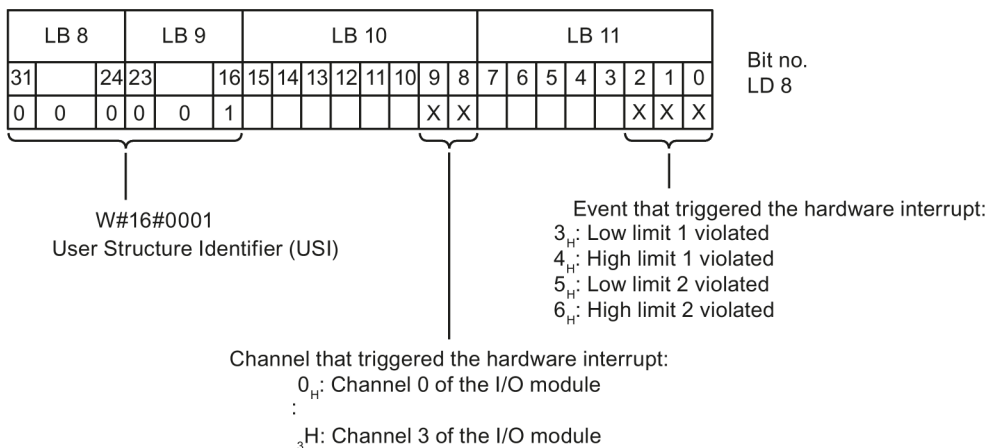 LB 8 LB 9 LB 10 LB 11
Bit no.
31 24 23 16 15 14 13 12 11 10 9 8 7 6 5 4 3 2 1 0
LD 8
0 0 0 0 0 1 X X X X X
W#16#0001
User Structure Identifier (USI)
Event that triggered the hardware interrupt:
3H: Low limit 1 violated
4H: High limit 1 violated
5H: Low limit 2 violated
6H: High limit 2 violated
Channel that triggered the hardware interrupt:
0H: Channel 0 of the I/O module
:
3H: Channel 3 of the I/O module